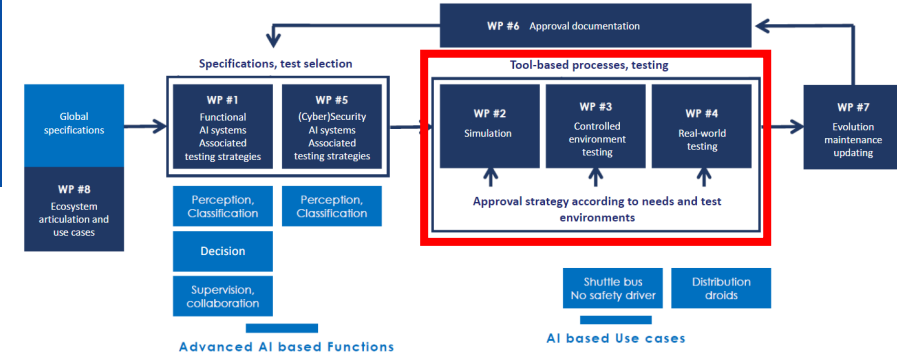 WP #6 Approval documentation
Specifications, test selection
Tool-based processes, testing
Global
specifications
WP #8
Ecosystem
articulation and
use cases
WP #1
Functional
AI systems
Associated
testing strategies
WP #5
(Cyber)Security
AI systems
Associated
testing strategies
WP #2
Simulation
WP #3
Controlled
environment
testing
WP #4
Real-world
testing
WP #7
Evolution
maintenance
updating
Approval strategy according to needs and test
environments
Perception,
Classification
Perception,
Classification
Decision
Supervision,
collaboration
Advanced AI based Functions
Shuttle bus
No safety driver
Distribution
droids
AI based Use cases